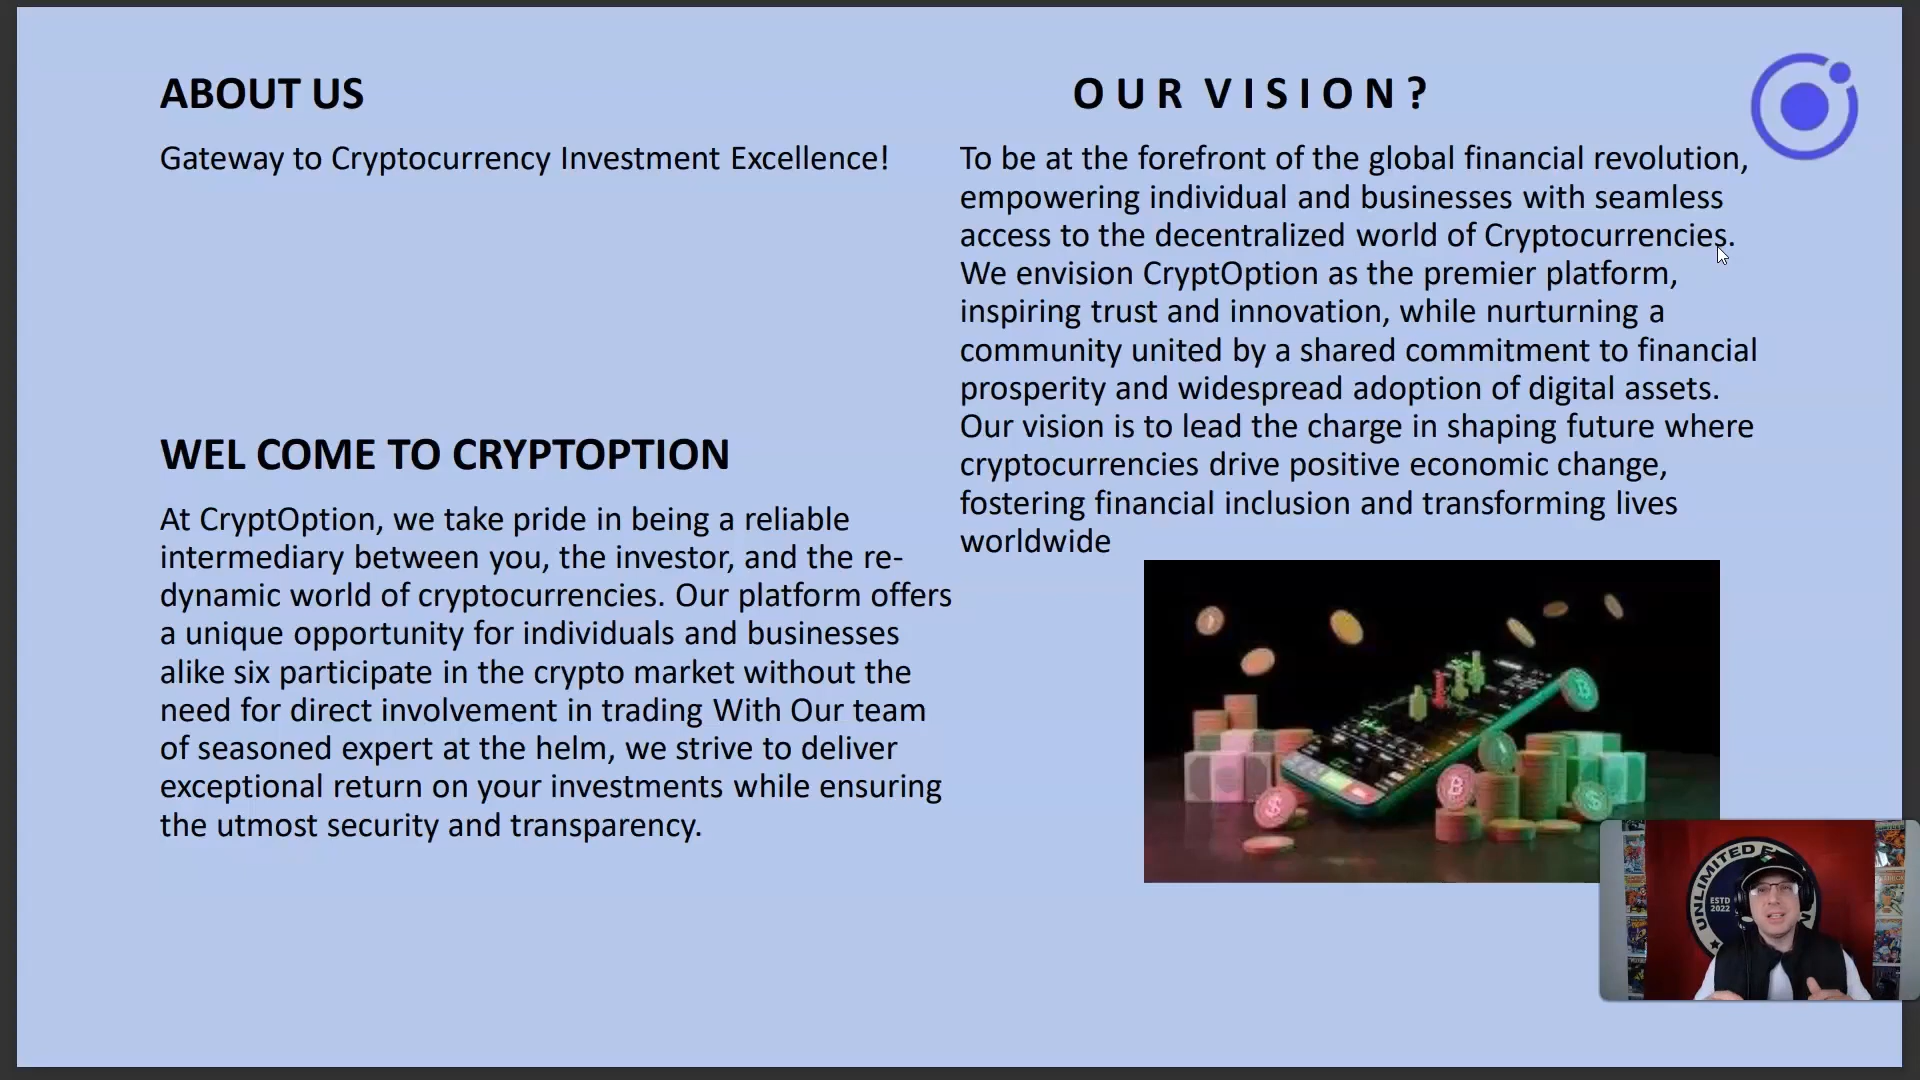 ABOUT US
Gateway to Cryptocurrency Investment Excellence!
WEL COME TO CRYPTOPTION
At CryptOption, we take pride in being a reliable
intermediary between you, the investor, and the re-
dynamic world of cryptocurrencies. Our platform offers
a unique opportunity for individuals and businesses
alike six participate in the crypto market without the
need for direct involvement in trading With Our team
of seasoned expert at the helm, we strive to deliver
exceptional return on your investments while ensuring
the utmost security and transparency.
O U R V I S I O N ?
To be at the forefront of the global financial revolution,
empowering individual and businesses with seamless
access to the decentralized world of Cryptocurrencies.
We envision CryptOption as the premier platform,
inspiring trust and innovation, while nurturning a
community united by a shared commitment to financial
prosperity and widespread adoption of digital assets.
Our vision is to lead the charge in shaping future where
cryptocurrencies drive positive economic change,
fostering financial inclusion and transforming lives
worldwide
UNLIMITED
ESTD
2022